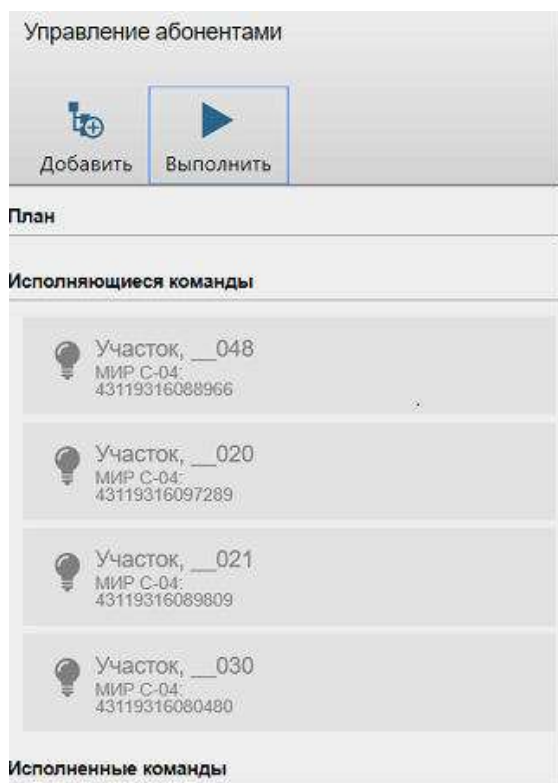 Управление абонентами
Добавить Выполнить
План
Исполняющиеся команды
Участок, __048
МИР С-04:
43119316088966
Участок, __020
МИР С-04:
43119316097289
Участок, __021
МИР С-04:
43119316089809
Участок, __030
МИР С-04:
43119316080480
Исполненные команды